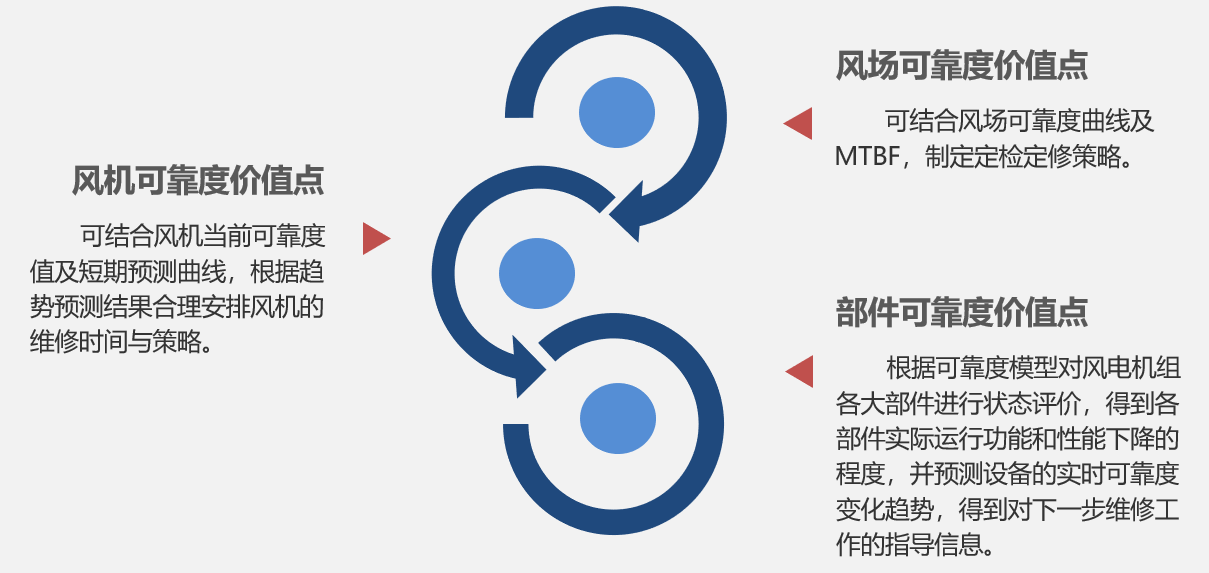 风场可靠度价值点
可结合风场可靠度曲线及
MTBF，制定定检定修策略。
风机可靠度价值点
可结合风机当前可靠度
值及短期预测曲线，根据趋
势预测结果合理安排风机的
维修时间与策略。
部件可靠度价值点
根据可靠度模型对风电机组
各大部件进行状态评价，得到各
部件实际运行功能和性能下降的
程度，并预测设备的实时可靠度
变化趋势，得到对下一步维修工
作的指导信息。